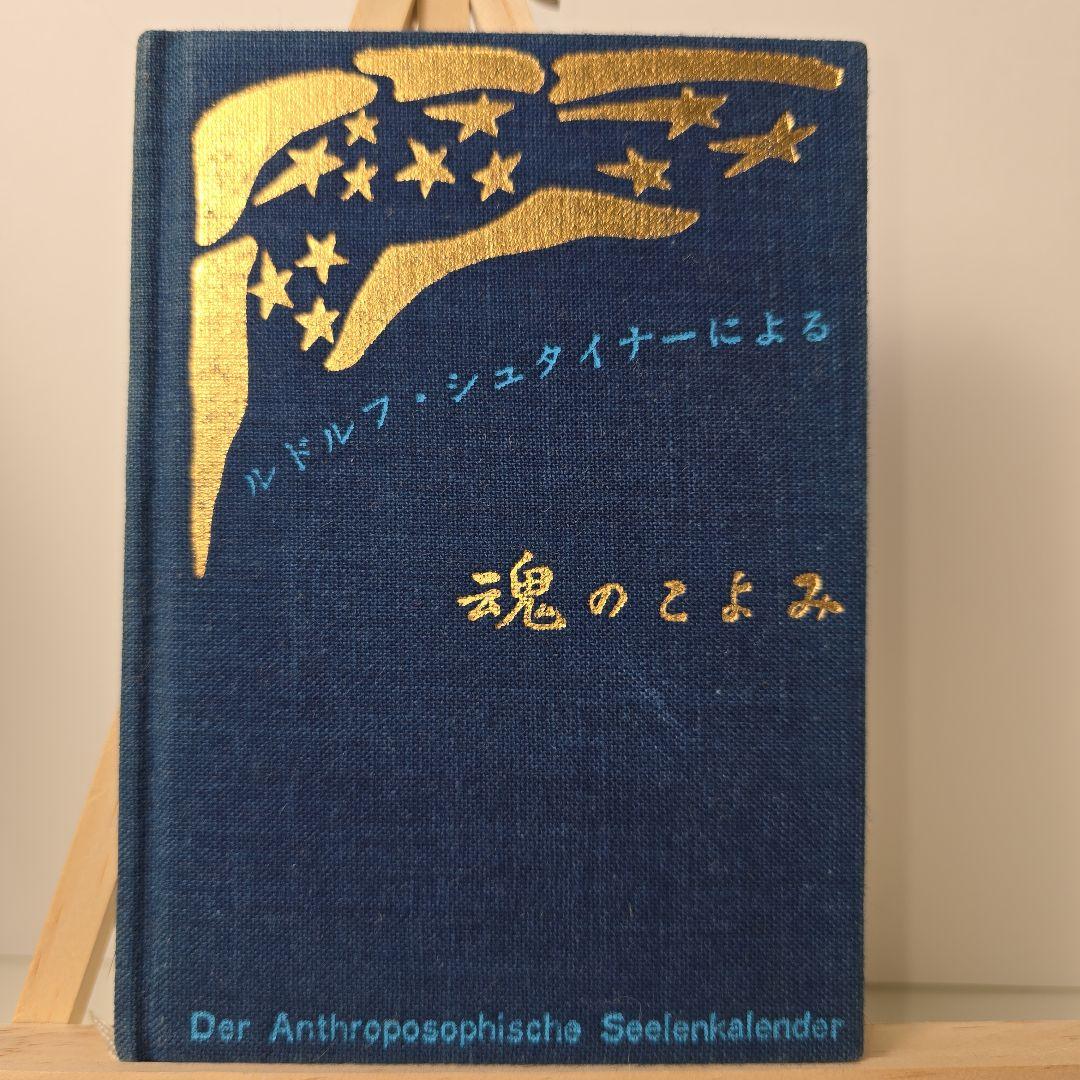 ルドルフ・シュタイナーによる
魂のこよみ
Der Anthroposophische Seelenkalender